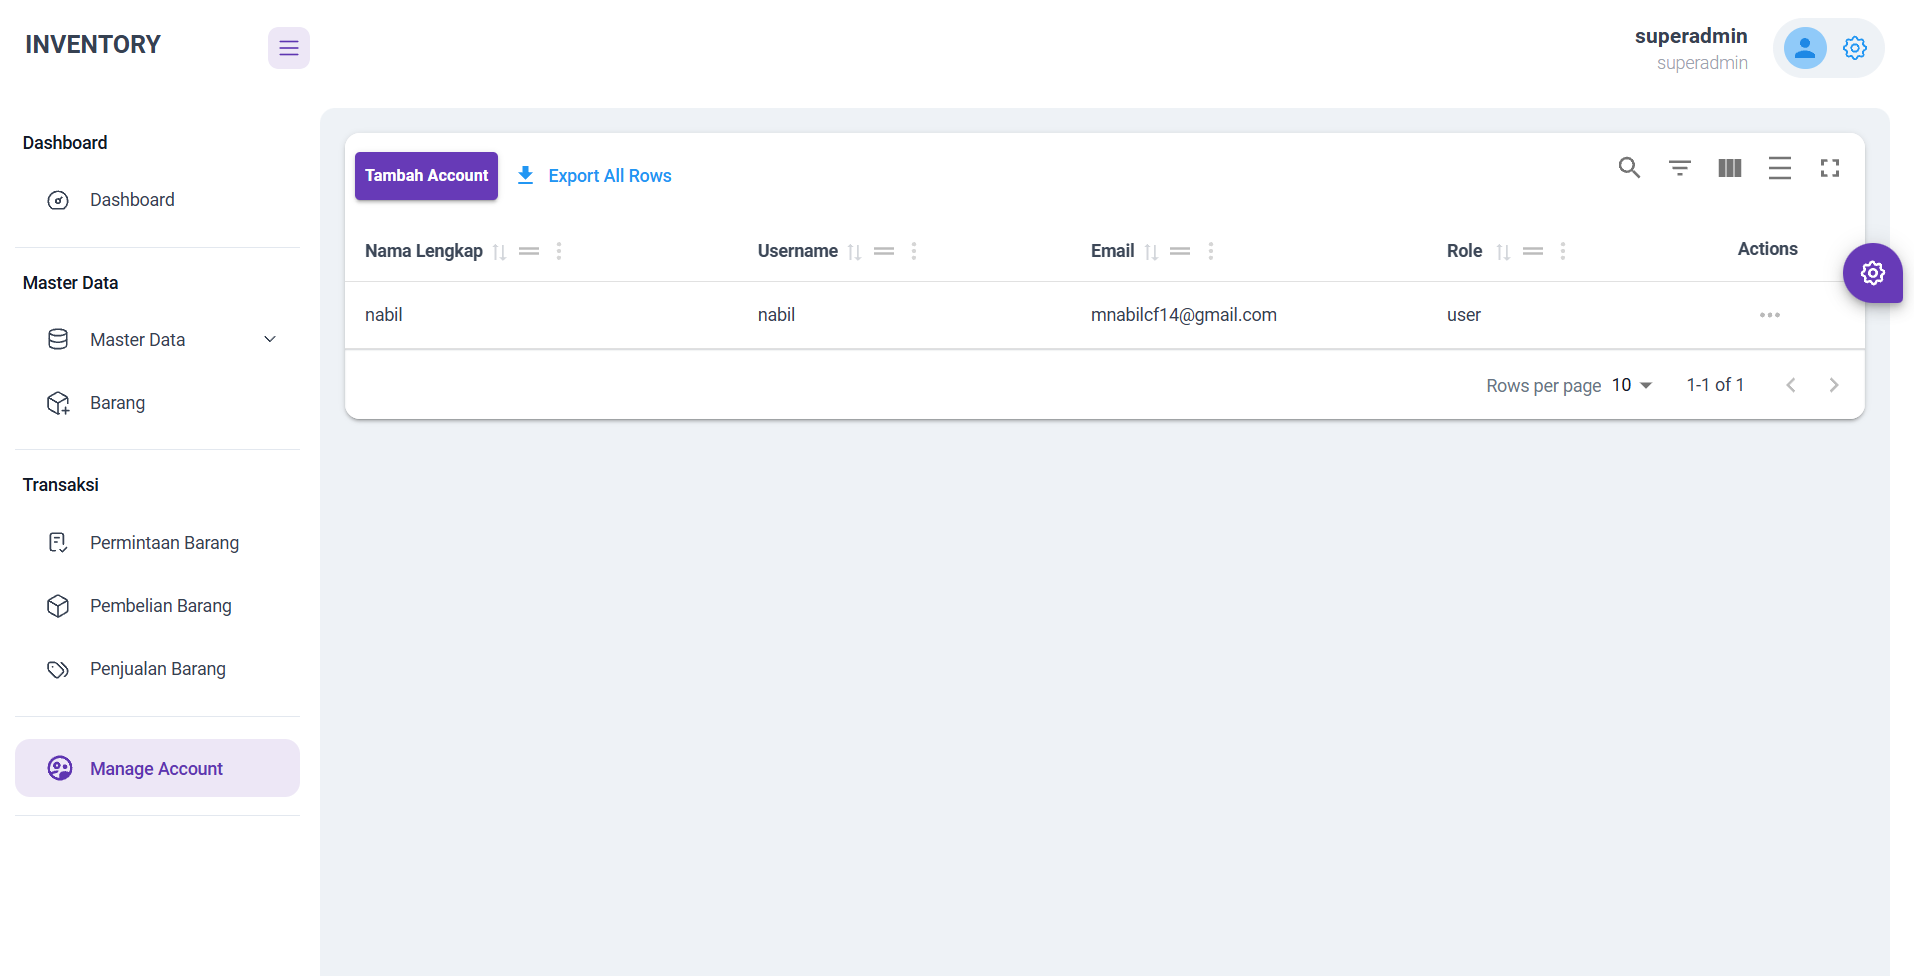 INVENTORY
superadmin
superadmin
Dashboard
Dashboard
Master Data
Master Data
Barang
Transaksi
Permintaan Barang
Pembelian Barang
Penjualan Barang
Manage Account
Tambah Account
Export All Rows
Nama Lengkap Username Email Role Actions
nabil nabil mnabilcf14@gmail.com user
Rows per page 10 1-1 of 1